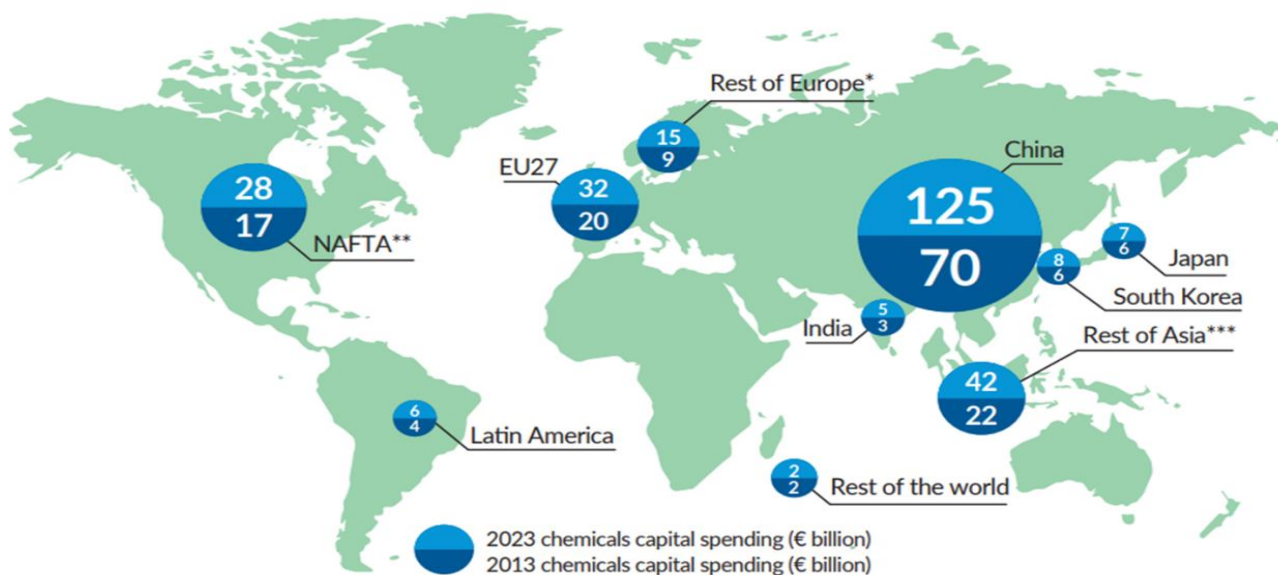 Rest of Europe*
15
9
China
EU27
32
20
28
17
NAFTA**
125
70
7
6
Japan
8
6
South Korea
India
5
3
Rest of Asia***
42
22
6
4
Latin America
2
2
Rest of the world
2023 chemicals capital spending (€ billion)
2013 chemicals capital spending (€ billion)